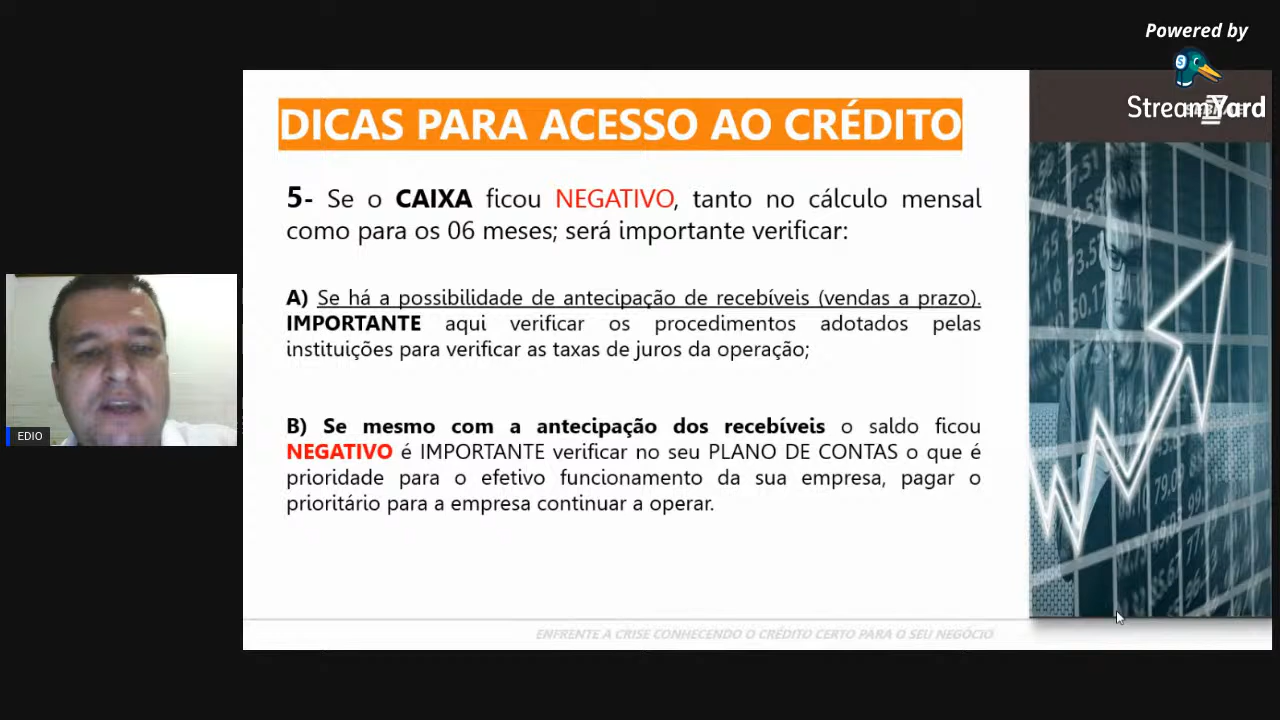 Powered by
StreamYard
DICAS PARA ACESSO AO CRÉDITO
5- Se o CAIXA ficou NEGATIVO, tanto no cálculo mensal
como para os 06 meses; será importante verificar:
A) Se há a possibilidade de antecipação de recebíveis (vendas a prazo).
IMPORTANTE aqui verificar os procedimentos adotados pelas
instituições para verificar as taxas de juros da operação;
EDIO
B) Se mesmo com a antecipação dos recebíveis o saldo ficou
NEGATIVO é IMPORTANTE verificar no seu PLANO DE CONTAS o que é
prioridade para o efetivo funcionamento da sua empresa, pagar o
prioritário para a empresa continuar a operar.
ENFRENTE A CRISE CONHECENDO O CRÉDITO CERTO PARA O SEU NEGÓCIO